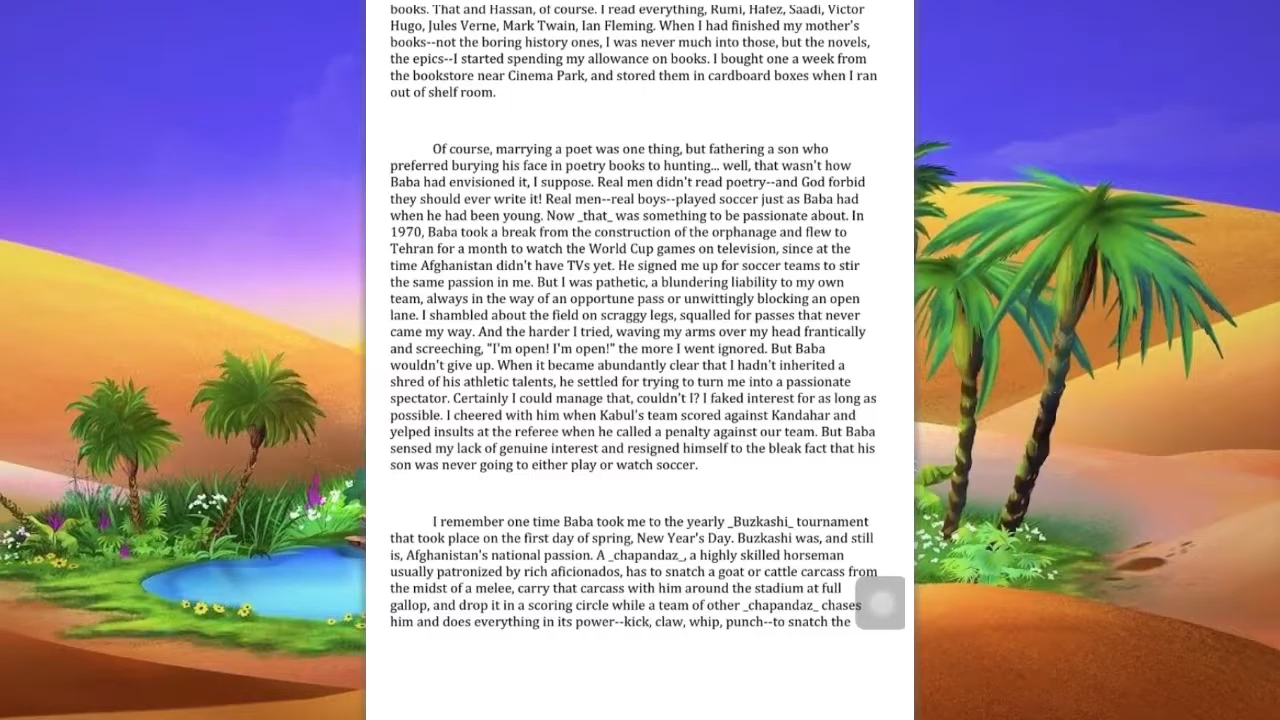 books. That and Hassan, of course. I read everything, Rumi, Hafez, Saadi, Victor
Hugo, Jules Verne, Mark Twain, Ian Fleming. When I had finished my mother's
books--not the boring history ones, I was never much into those, but the novels,
the epics--I started spending my allowance on books. I bought one a week from
the bookstore near Cinema Park, and stored them in cardboard boxes when I ran
out of shelf room.
Of course, marrying a poet was one thing, but fathering a son who
preferred burying his face in poetry books to hunting... well, that wasn't how
Baba had envisioned it, I suppose. Real men didn't read poetry--and God forbid
they should ever write it! Real men--real boys--played soccer just as Baba had
when he had been young. Now _that_ was something to be passionate about. In
1970, Baba took a break from the construction of the orphanage and flew to
Tehran for a month to watch the World Cup games on television, since at the
time Afghanistan didn't have TVs yet. He signed me up for soccer teams to stir
the same passion in me. But I was pathetic, a blundering liability to my own
team, always in the way of an opportune pass or unwittingly blocking an open
lane. I shambled about the field on scraggy legs, squalled for passes that never
came my way. And the harder I tried, waving my arms over my head frantically
and screeching, "I'm open! I'm open!" the more I went ignored. But Baba
wouldn't give up. When it became abundantly clear that I hadn't inherited a
shred of his athletic talents, he settled for trying to turn me into a passionate
spectator. Certainly I could manage that, couldn't I? I faked interest for as long as
possible. I cheered with him when Kabul's team scored against Kandahar and
yelped insults at the referee when he called a penalty against our team. But Baba
sensed my lack of genuine interest and resigned himself to the bleak fact that his
son was never going to either play or watch soccer.
I remember one time Baba took me to the yearly _Buzkashi_ tournament
that took place on the first day of spring, New Year's Day. Buzkashi was, and still
is, Afghanistan's national passion. A _chapandaz_, a highly skilled horseman
usually patronized by rich aficionados, has to snatch a goat or cattle carcass from
the midst of a melee, carry that carcass with him around the stadium at full
gallop, and drop it in a scoring circle while a team of other _chapandaz_ chases
him and does everything in its power--kick, claw, whip, punch--to snatch the